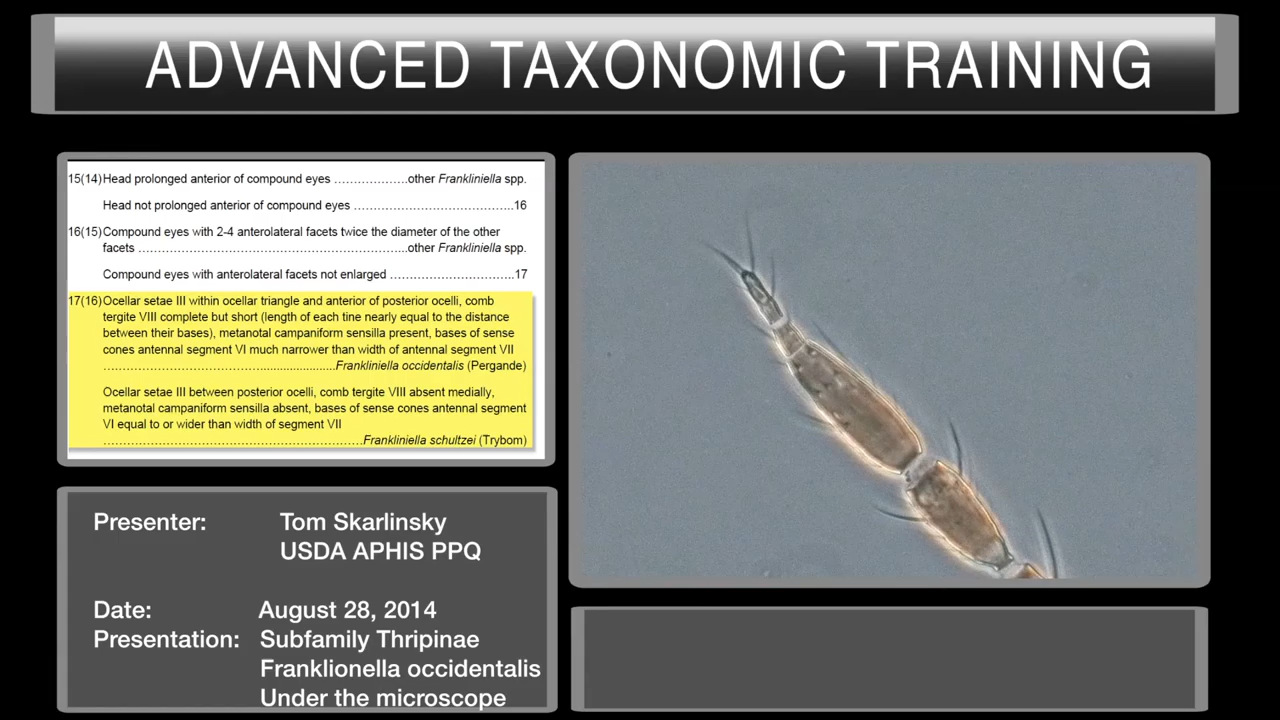 ADVANCED TAXONOMIC TRAINING
15(14) Head prolonged anterior of compound eyes ………………..other Frankliniella spp.
Head not prolonged anterior of compound eyes …………………………………..16
16(15) Compound eyes with 2-4 anterolateral facets twice the diameter of the other
facets …………………………………………………………..other Frankliniella spp.
Compound eyes with anterolateral facets not enlarged …………………………...17
17(16) Ocellar setae III within ocellar triangle and anterior of posterior ocelli, comb
tergite VIII complete but short (length of each tine nearly equal to the distance
between their bases), metanotal campaniform sensilla present, bases of sense
cones antennal segment VI much narrower than width of antennal segment VII
…………………………………......................Frankliniella occidentalis (Pergande)
Ocellar setae III between posterior ocelli, comb tergite VIII absent medially,
metanotal campaniform sensilla absent, bases of sense cones antennal segment
VI equal to or wider than width of segment VII
…………………………………………………………Frankliniella schultzei (Trybom)
Presenter: Tom Skarlinsky
USDA APHIS PPQ
Date: August 28, 2014
Presentation: Subfamily Thripinae
Franklionella occidentalis
Under the microscope